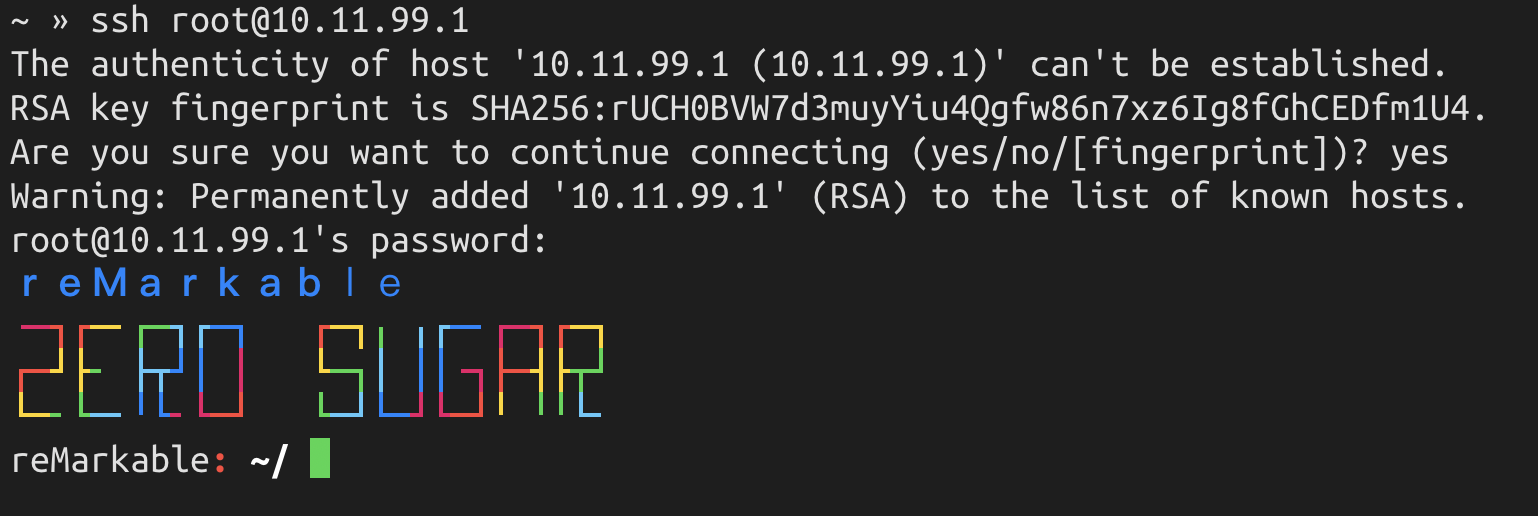 ~ » ssh root@10.11.99.1
The authenticity of host '10.11.99.1 (10.11.99.1)' can't be established.
RSA key fingerprint is SHA256:rUCH0BVW7d3muyYiu4Qgfw86n7xz6Ig8fGhCEDfm1U4.
Are you sure you want to continue connecting (yes/no/[fingerprint])? yes
Warning: Permanently added '10.11.99.1' (RSA) to the list of known hosts.
root@10.11.99.1's password:
reMarkable
ZERO SUGAR
reMarkable: ~/